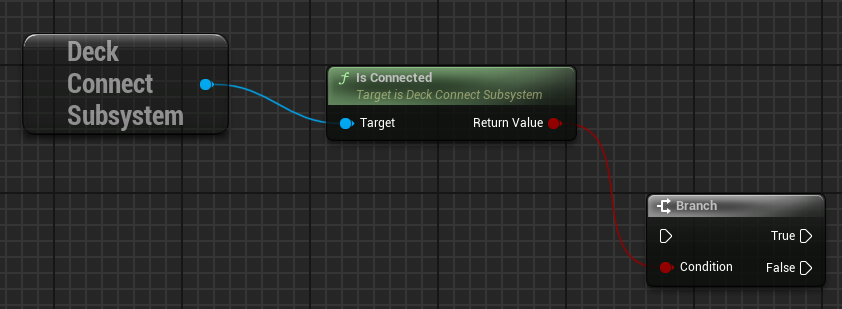 Deck
Connect
Subsystem
Is Connected
Target is Deck Connect Subsystem
Target Return Value
Branch
True
Condition False